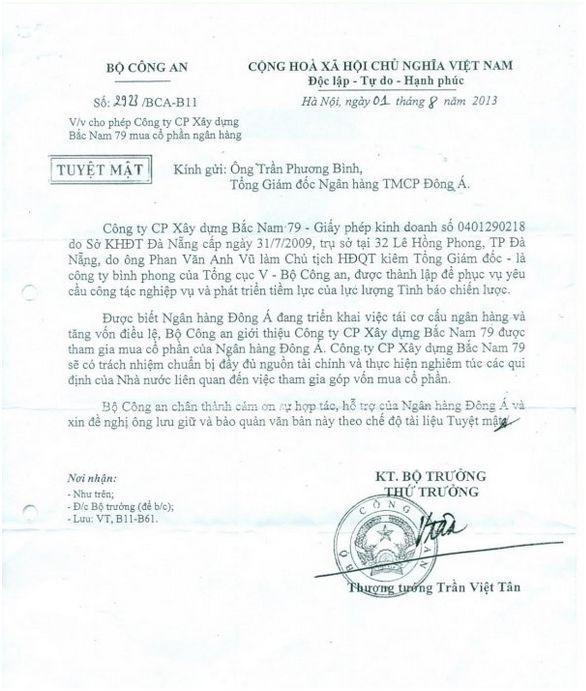 BỘ CÔNG AN
CỘNG HOÀ XÃ HỘI CHỦ NGHĨA VIỆT NAM
Độc lập - Tự do - Hạnh phúc
Số: 2923/BCA-B11
Hà Nội, ngày 01 tháng 8 năm 2013
V/v cho phép Công ty CP Xây dựng
Bắc Nam 79 mua cổ phần ngân hàng
TUYỆT MẬT
Kính gửi: Ông Trần Phương Bình,
Tổng Giám đốc Ngân hàng TMCP Đông Á.
Công ty CP Xây dựng Bắc Nam 79 - Giấy phép kinh doanh số 0401290218
do Sở KHĐT Đà Nẵng cấp ngày 31/7/2009, trụ sở tại 32 Lê Hồng Phong, TP Đà
Nẵng, do ông Phan Văn Anh Vũ làm Chủ tịch HĐQT kiêm Tổng Giám đốc - là
công ty bình phong của Tổng cục V - Bộ Công an, được thành lập để phục vụ yêu
cầu công tác nghiệp vụ và phát triển tiềm lực của lực lượng Tình báo chiến lược.
Được biết Ngân hàng Đông Á đang triển khai việc tái cơ cấu ngân hàng và
tăng vốn điều lệ, Bộ Công an giới thiệu Công ty CP Xây dựng Bắc Nam 79 được
tham gia mua cổ phần của Ngân hàng Đông Á. Công ty CP Xây dựng Bắc Nam 79
sẽ có trách nhiệm chuẩn bị đầy đủ nguồn tài chính và thực hiện nghiêm túc các qui
định của Nhà nước liên quan đến việc tham gia góp vốn mua cổ phần.
Bộ Công an chân thành cảm ơn sự hợp tác, hỗ trợ của Ngân hàng Đông Á và
xin đề nghị ông lưu giữ và bảo quản văn bản này theo chế độ tài liệu Tuyệt mật
Nơi nhận:
- Như trên;
- Đ/c Bộ trưởng (để b/c);
- Lưu: VT, B11-B61.
KT. BỘ TRƯỞNG
THỨ TRƯỞNG
BỘ CÔNG AN
Thượng tướng Trần Việt Tân